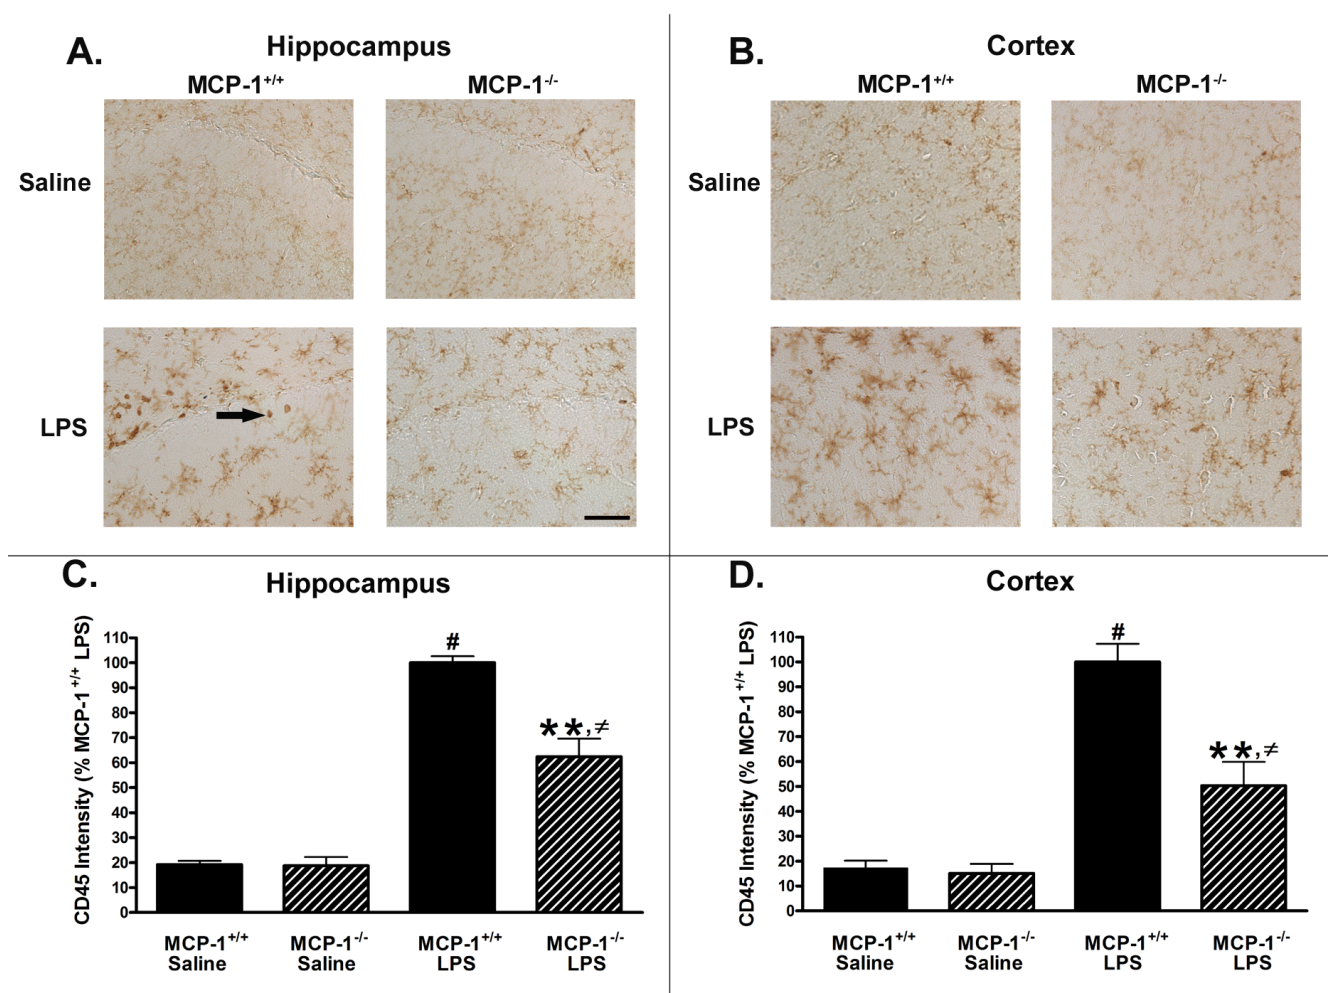 A.
Hippocampus
MCP-1+/+
MCP-1-/-
Saline
LPS
B.
Cortex
MCP-1+/+
MCP-1-/-
Saline
LPS
C.
Hippocampus
CD45 Intensity (% MCP-1+/+ LPS)
110
100
90
80
70
60
50
40
30
20
10
0
#
**,≠
MCP-1+/+
Saline
MCP-1-/-
Saline
MCP-1+/+
LPS
MCP-1-/-
LPS
D.
Cortex
CD45 Intensity (% MCP-1+/+ LPS)
110
100
90
80
70
60
50
40
30
20
10
0
#
**,≠
MCP-1+/+
Saline
MCP-1-/-
Saline
MCP-1+/+
LPS
MCP-1-/-
LPS